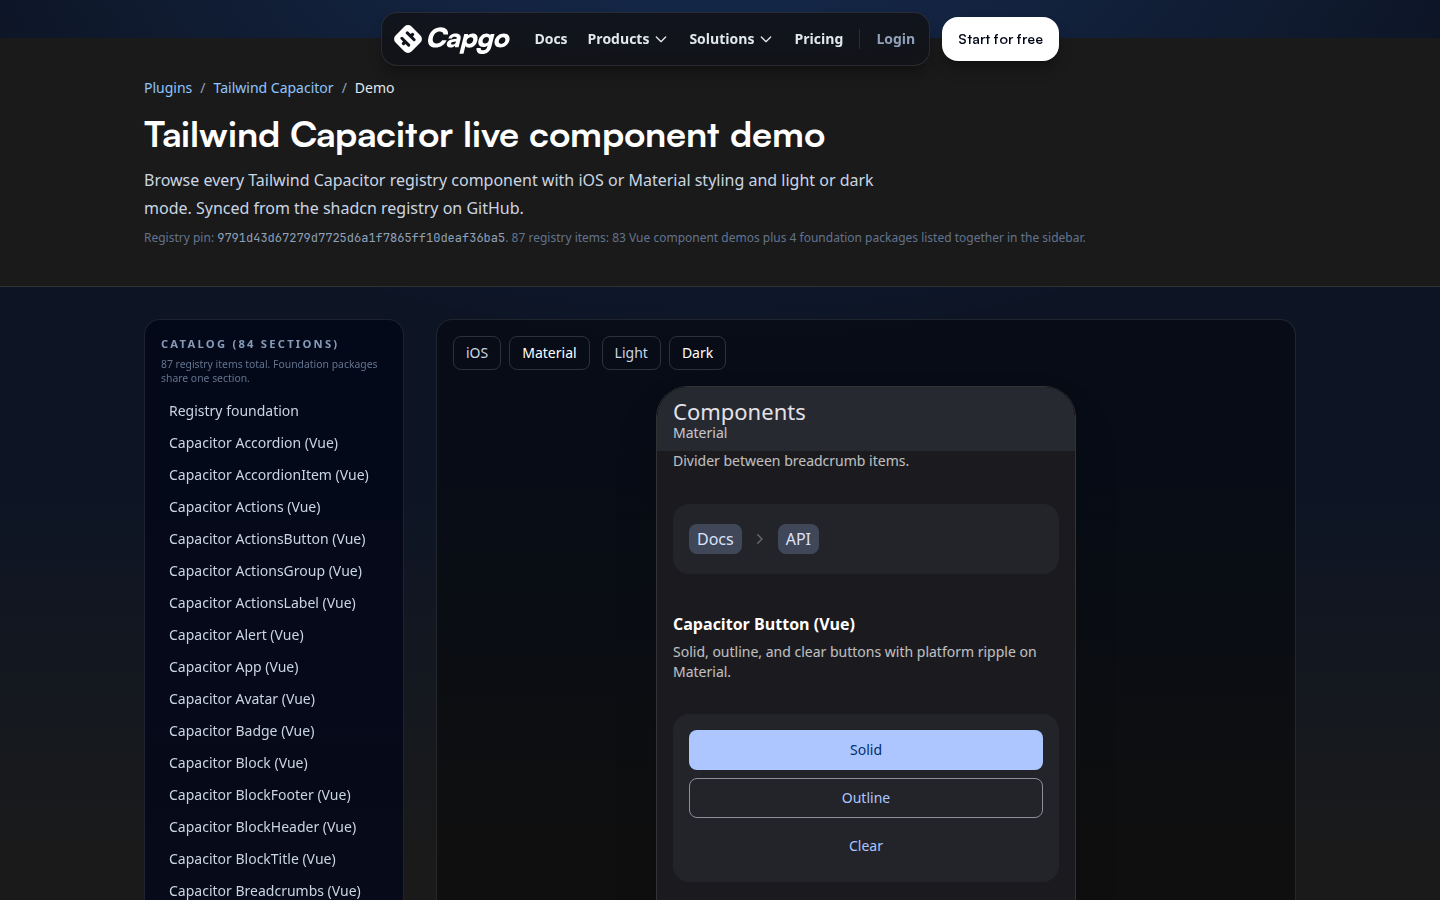 Capgo
Docs
Products
Solutions
Pricing
Login
Start for free
Plugins / Tailwind Capacitor / Demo
Tailwind Capacitor live component demo
Browse every Tailwind Capacitor registry component with iOS or Material styling and light or dark
mode. Synced from the shadcn registry on GitHub.
Registry pin: 9791d43d67279d7725d6a1f7865ff10deaf36ba5. 87 registry items: 83 Vue component demos plus 4 foundation packages listed together in the sidebar.
CATALOG (84 SECTIONS)
87 registry items total. Foundation packages
share one section.
Registry foundation
Capacitor Accordion (Vue)
Capacitor AccordionItem (Vue)
Capacitor Actions (Vue)
Capacitor ActionsButton (Vue)
Capacitor ActionsGroup (Vue)
Capacitor ActionsLabel (Vue)
Capacitor Alert (Vue)
Capacitor App (Vue)
Capacitor Avatar (Vue)
Capacitor Badge (Vue)
Capacitor Block (Vue)
Capacitor BlockFooter (Vue)
Capacitor BlockHeader (Vue)
Capacitor BlockTitle (Vue)
Capacitor Breadcrumbs (Vue)
iOS
Material
Light
Dark
Components
Material
Divider between breadcrumb items.
Docs
API
Capacitor Button (Vue)
Solid, outline, and clear buttons with platform ripple on
Material.
Solid
Outline
Clear